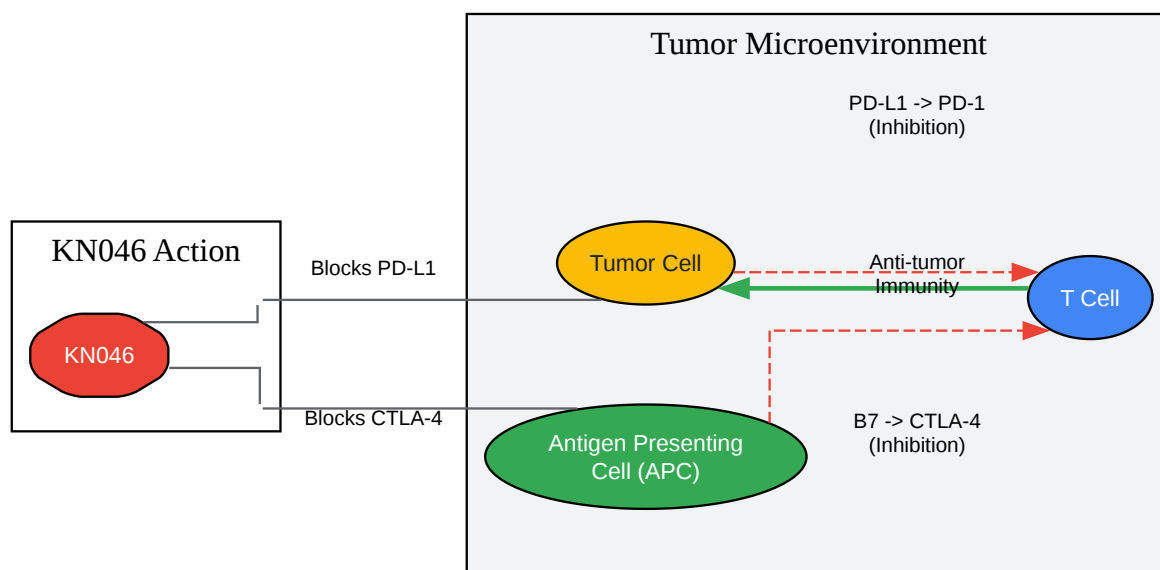 Tumor Microenvironment
PD-L1 -> PD-1
(Inhibition)
KN046 Action
Blocks PD-L1
Tumor Cell
Anti-tumor
Immunity
T Cell
KN046
Blocks CTLA-4
B7 -> CTLA-4
(Inhibition)
Antigen Presenting
Cell (APC)